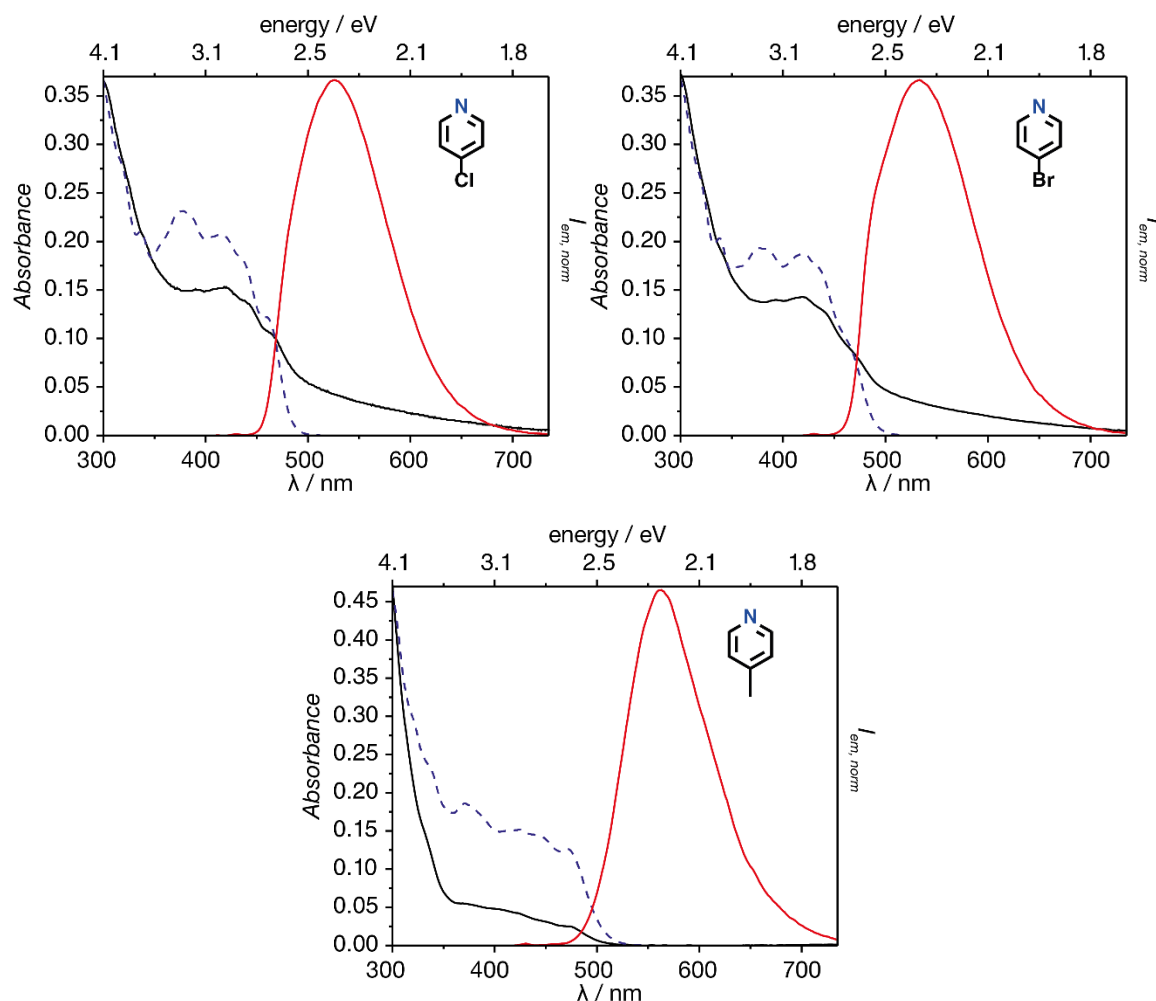 energy / eV
4.1 3.1 2.5 2.1 1.8
0.35
0.30
0.25
0.20
0.15
0.10
0.05
0.00
Absorbance
N
Cl
I em, norm
300 400 500 600 700
λ / nm
energy / eV
4.1 3.1 2.5 2.1 1.8
0.35
0.30
0.25
0.20
0.15
0.10
0.05
0.00
Absorbance
N
Br
I em, norm
300 400 500 600 700
λ / nm
energy / eV
4.1 3.1 2.5 2.1 1.8
0.45
0.40
0.35
0.30
0.25
0.20
0.15
0.10
0.05
0.00
Absorbance
N
I em, norm
300 400 500 600 700
λ / nm